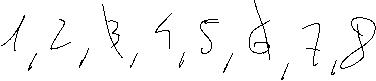 1, 2, 3, 4, 5, 6, 7, 8